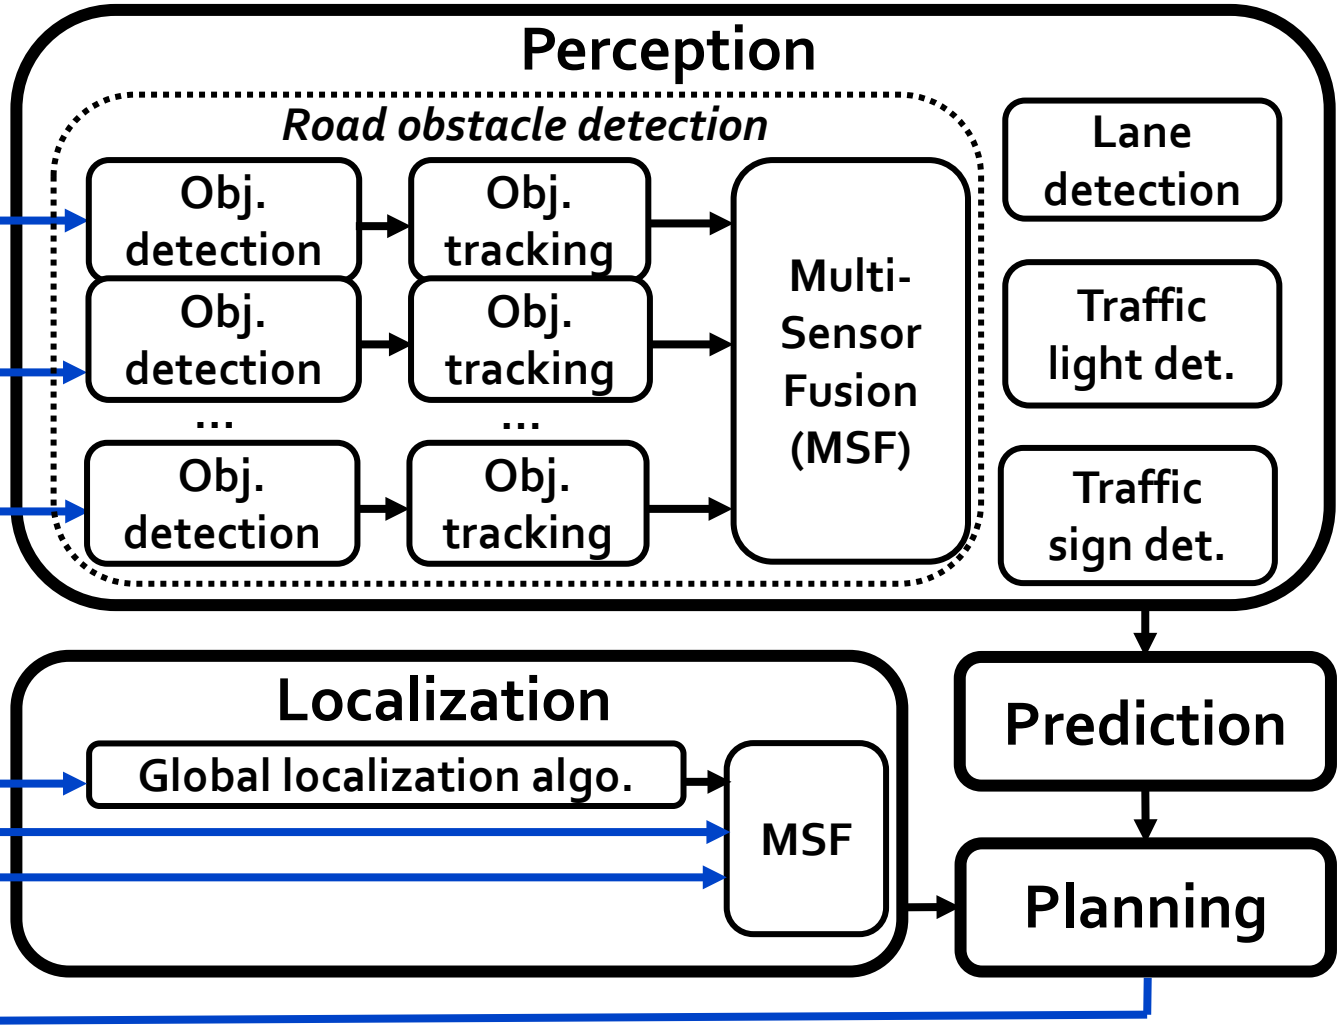 Perception
Road obstacle detection
Obj.
detection
Obj.
tracking
Obj.
detection
Obj.
tracking
...
...
Obj.
detection
Obj.
tracking
Multi-
Sensor
Fusion
(MSF)
Lane
detection
Traffic
light det.
Traffic
sign det.
Localization
Global localization algo.
MSF
Prediction
Planning